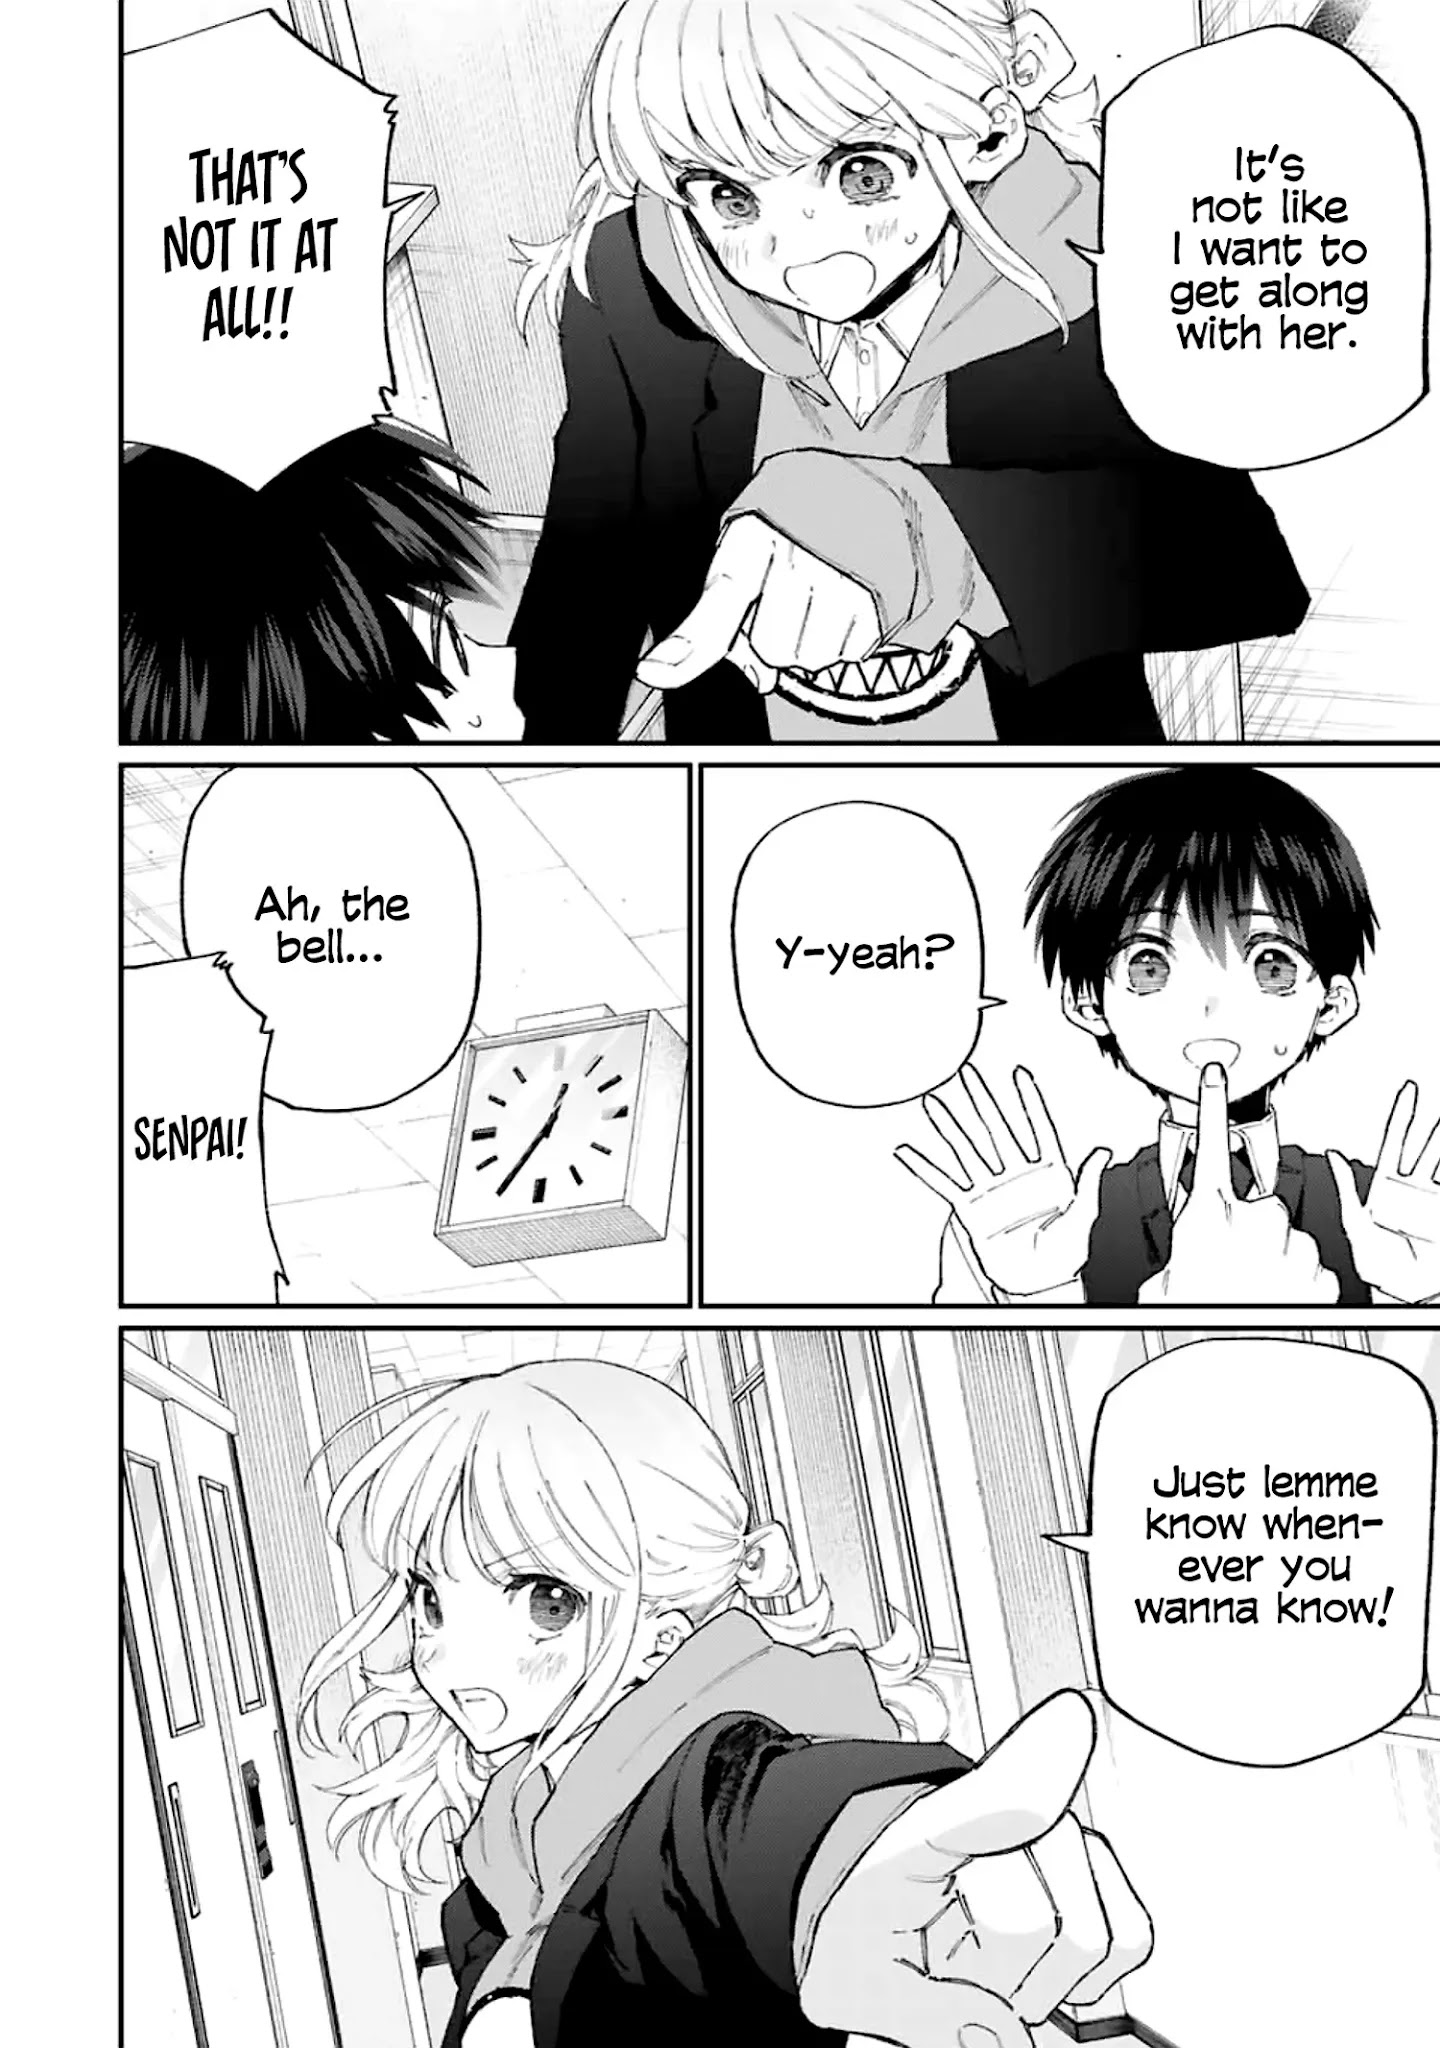 It's
not like
I want to
get along
with her.
THAT'S
NOT IT AT
ALL!!
Y-yeah?
Ah, the
bell...
SENPAI!
Just lemme
know when-
ever you
wanna know!